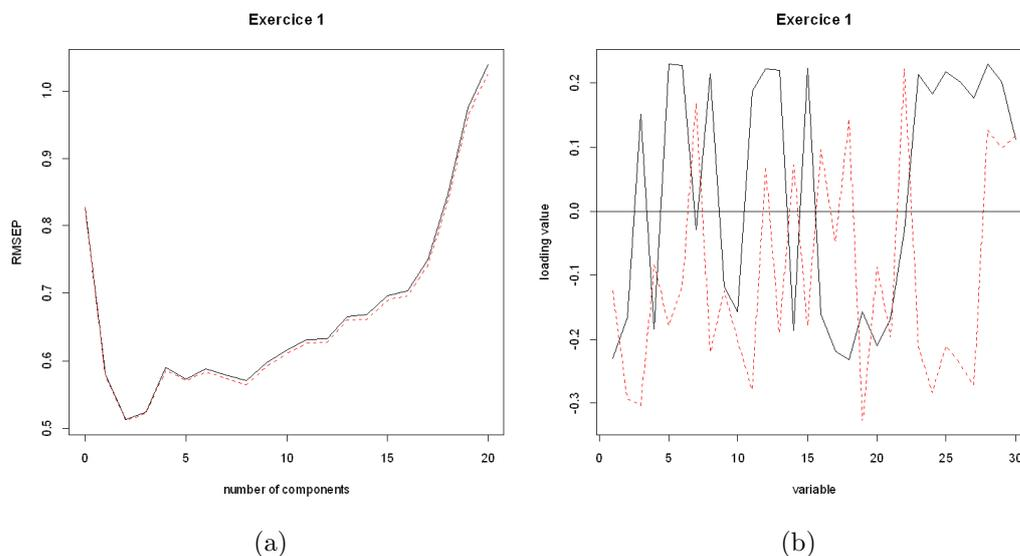 Exercice 1
RMSEP
1.0
0.9
0.8
0.7
0.6
0.5
0 5 10 15 20
number of components
(a)
Exercice 1
loading value
0.2
0.1
0.0
-0.1
-0.2
-0.3
0 5 10 15 20 25 30
variable
(b)